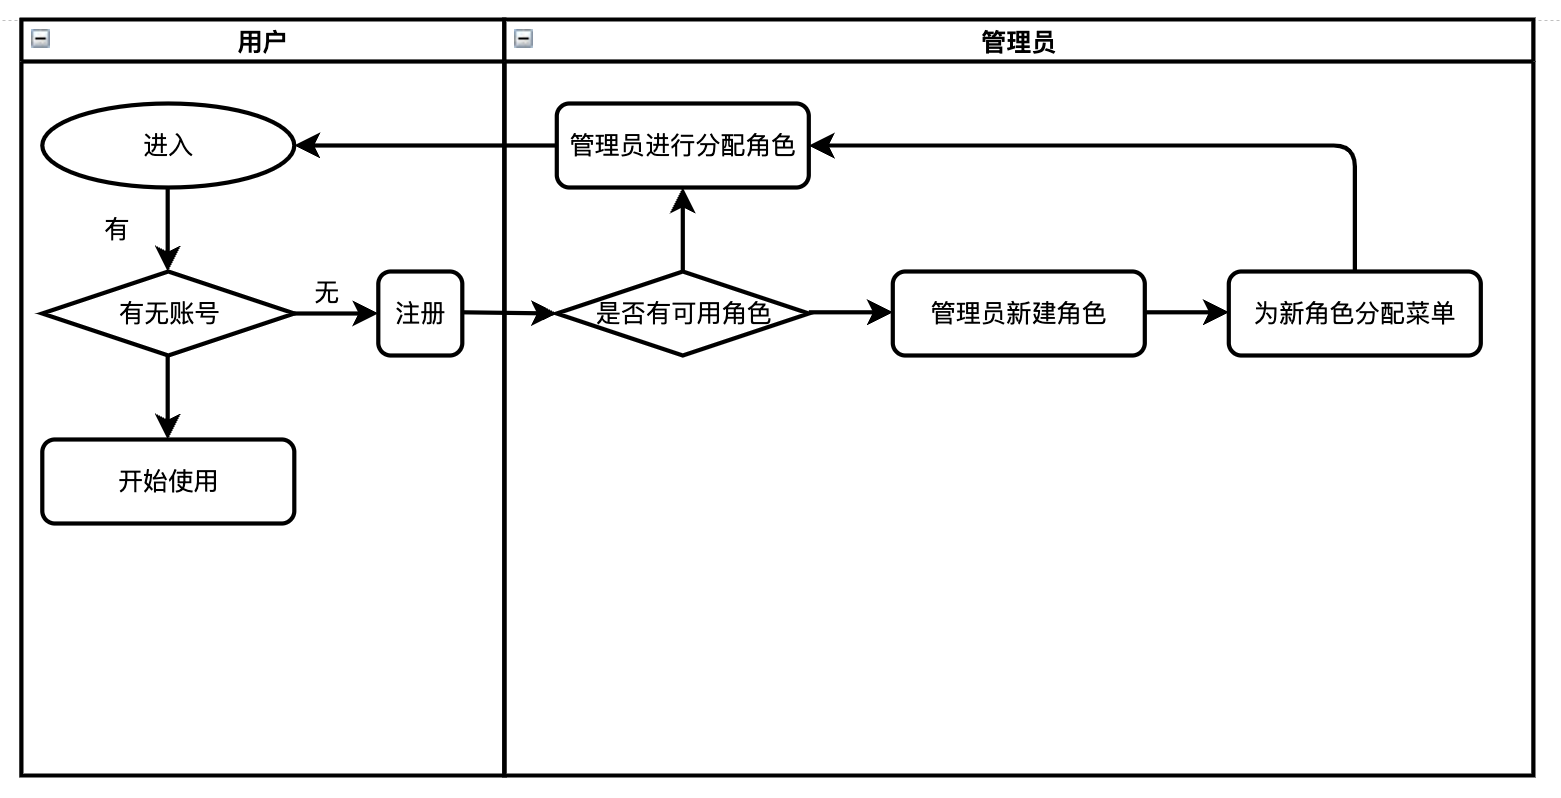 用户
管理员
进入
管理员进行分配角色
有
有无账号
无
注册
是否有可用角色
管理员新建角色
为新角色分配菜单
开始使用